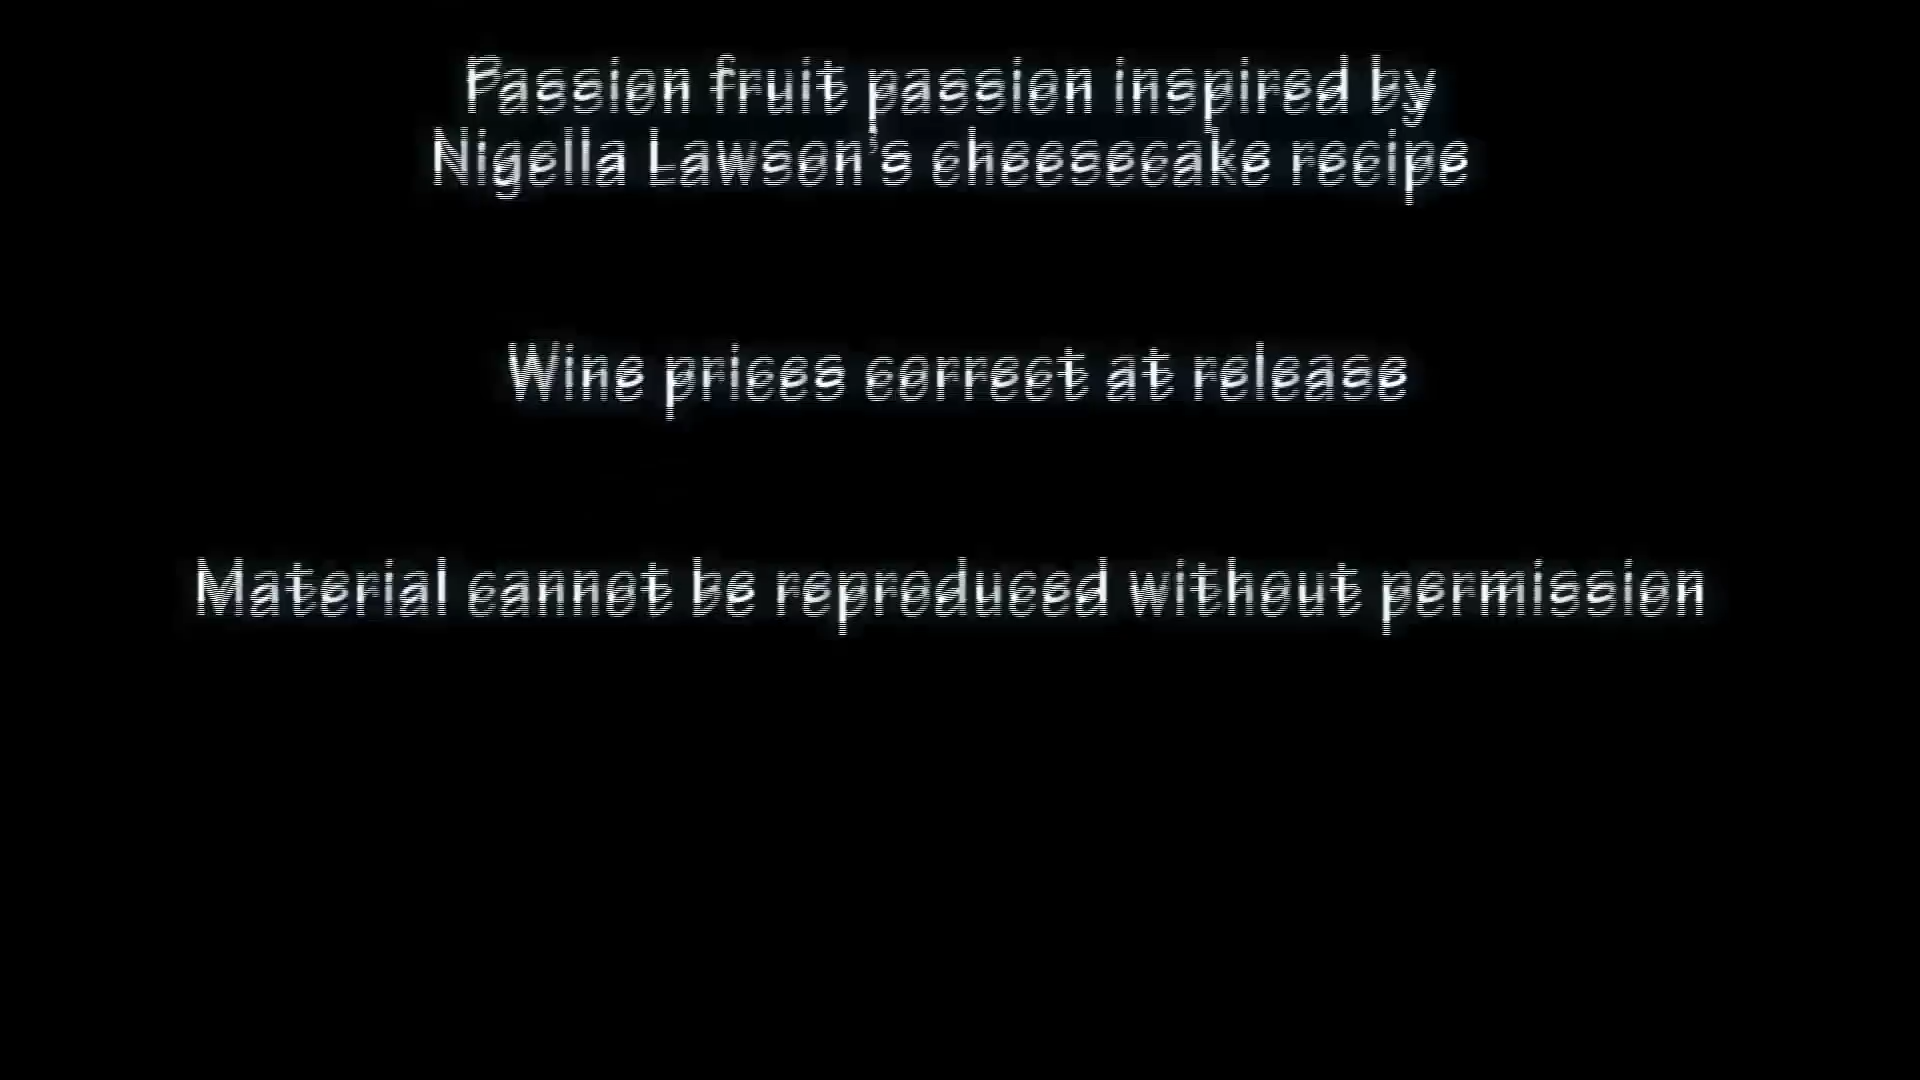 Passion fruit passion inspired by
Nigella Lawson's cheesecake recipe
Wine prices correct at release
Material cannot be reproduced without permission